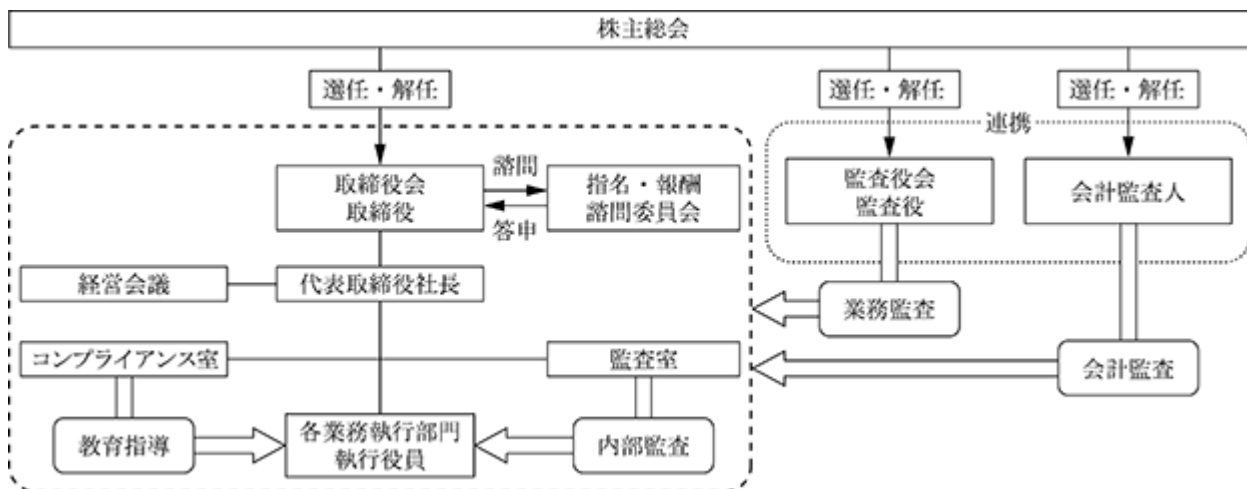 株主総会
選任・解任
選任・解任
選任・解任
連携
取締役会
取締役
諮問
答申
指名・報酬
諮問委員会
監査役会
監査役
会計監査人
経営会議
代表取締役社長
業務監査
コンプライアンス室
監査室
会計監査
教育指導
各業務執行部門
執行役員
内部監査